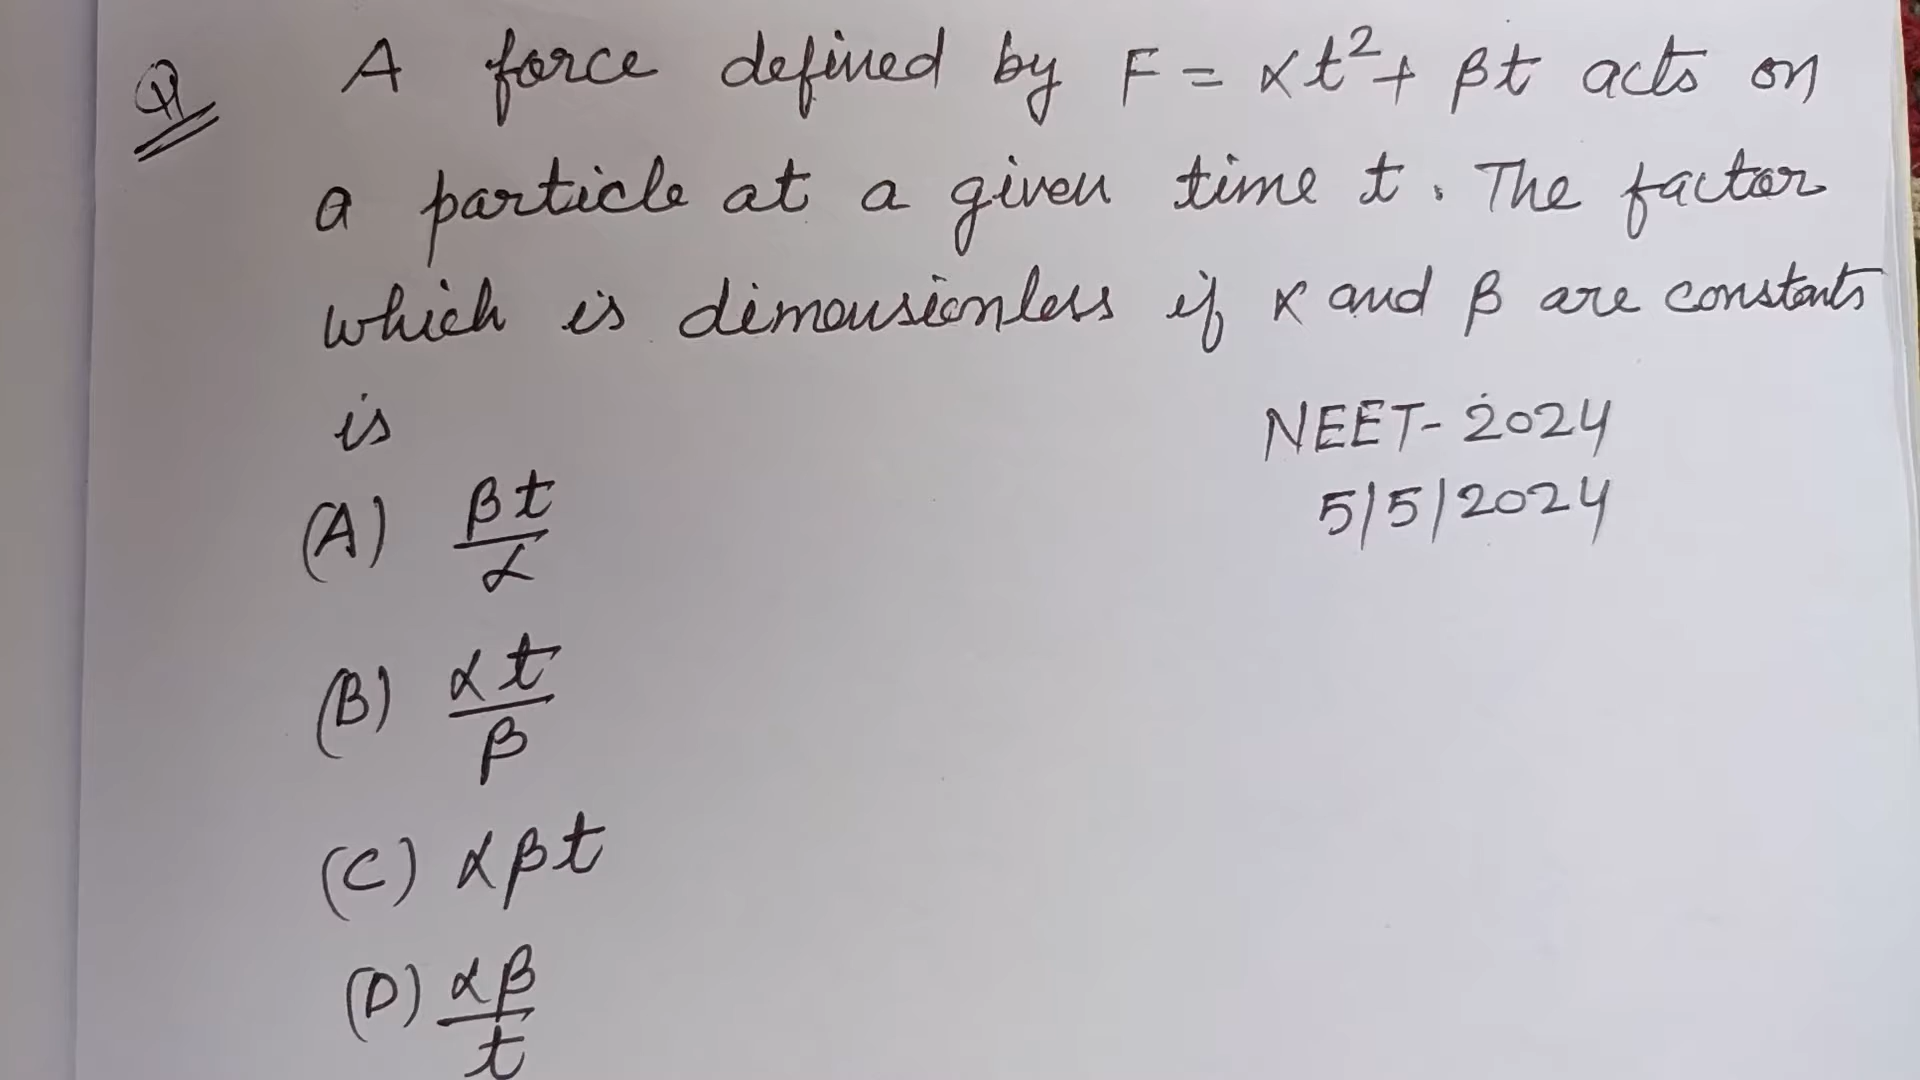 Q A force defined by F = αt²+ βt acts on
a particle at a given time t. The factor
which is dimensionless if α and β are constants
is
NEET-2024
5/5/2024
(A) βt/α
(B) αt/β
(C) αβt
(D) αβ/t